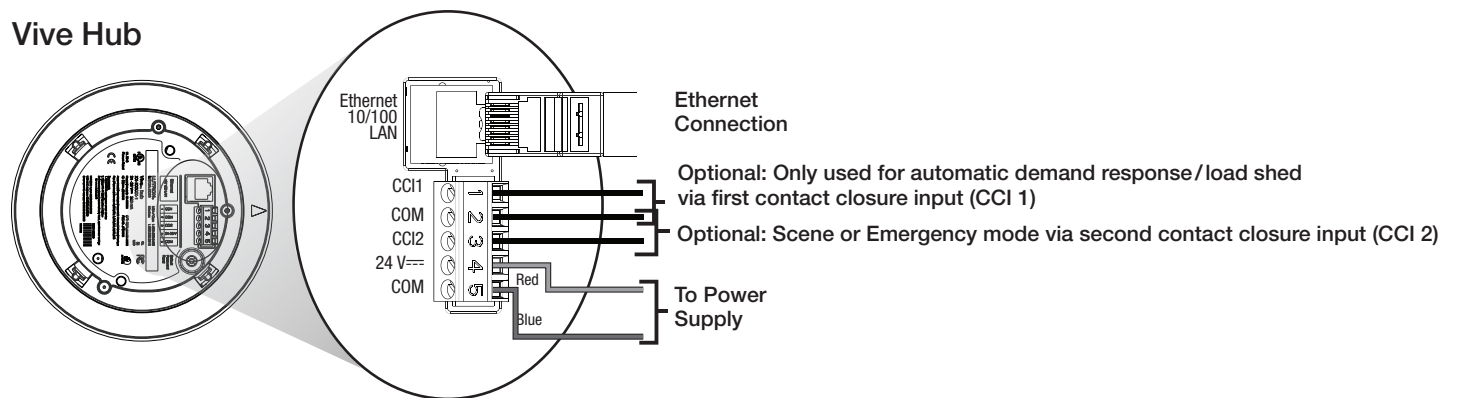 Vive Hub
Ethernet
10/100
LAN
Ethernet
Connection
CCI1
COM
CCI2
24 V⎓
COM
1
2
3
4
5
Optional: Only used for automatic demand response/load shed
via first contact closure input (CCI 1)
Optional: Scene or Emergency mode via second contact closure input (CCI 2)
Red
Blue
To Power
Supply